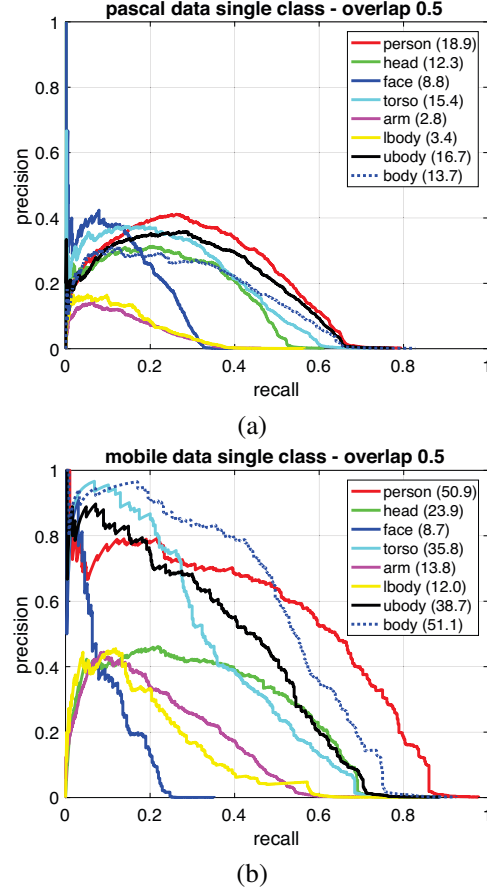 pascal data single class - overlap 0.5
1
0.8
0.6
0.4
0.2
0
precision
person (18.9)
head (12.3)
face (8.8)
torso (15.4)
arm (2.8)
lbody (3.4)
ubody (16.7)
body (13.7)
0 0.2 0.4 0.6 0.8 1
recall
(a)
mobile data single class - overlap 0.5
1
0.8
0.6
0.4
0.2
0
precision
person (50.9)
head (23.9)
face (8.7)
torso (35.8)
arm (13.8)
lbody (12.0)
ubody (38.7)
body (51.1)
0 0.2 0.4 0.6 0.8 1
recall
(b)